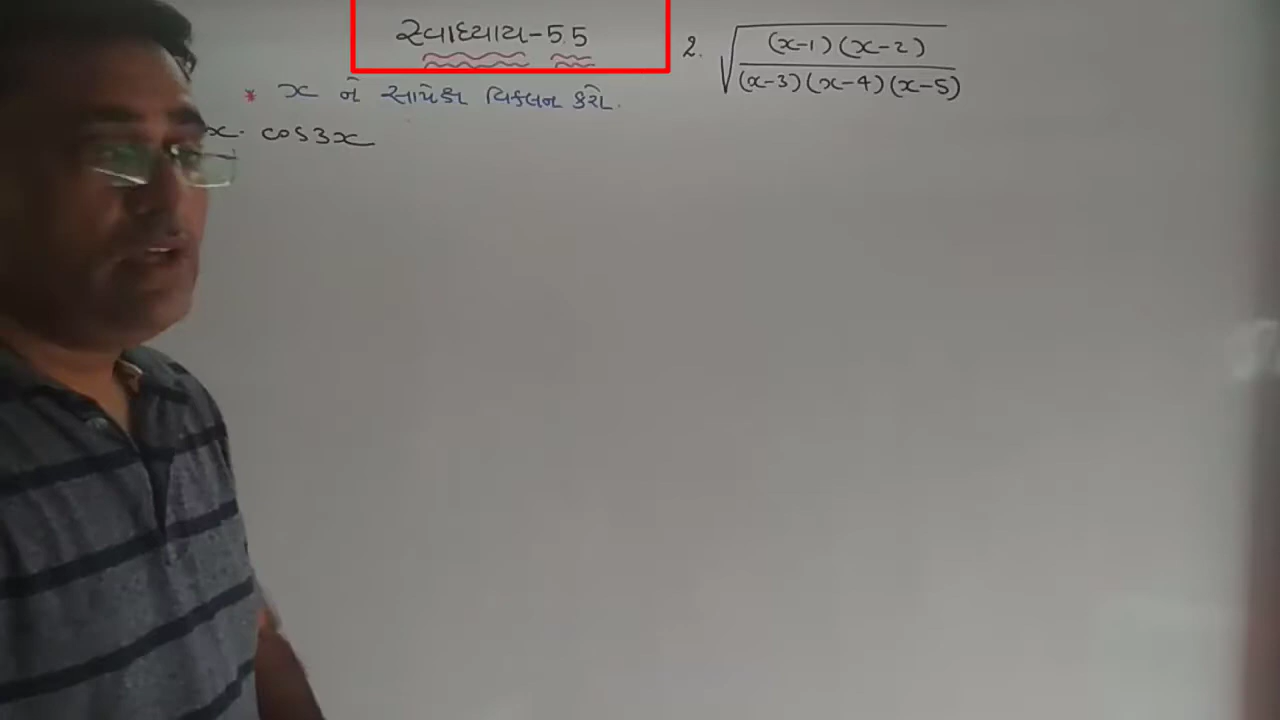 સ્વાધ્યાય-5.5
* x ને સાપેક્ષ વિકલન કરો.
x. cos3x
2. √((x-1)(x-2) / (x-3)(x-4)(x-5))